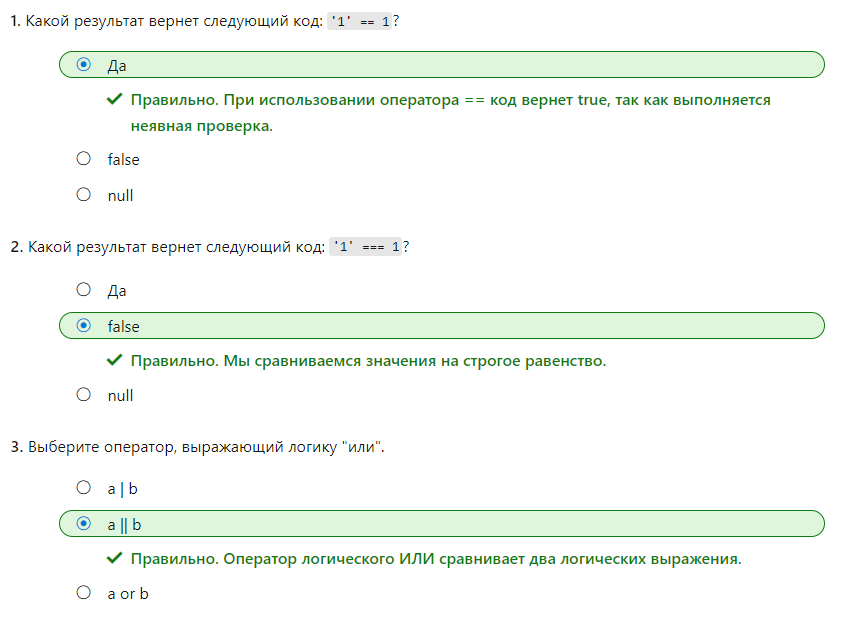 1. Какой результат вернет следующий код: '1' == 1?
Да
Правильно. При использовании оператора == код вернет true, так как выполняется
неявная проверка.
false
null
2. Какой результат вернет следующий код: '1' === 1?
Да
false
Правильно. Мы сравниваемся значения на строгое равенство.
null
3. Выберите оператор, выражающий логику "или".
a | b
a || b
Правильно. Оператор логического ИЛИ сравнивает два логических выражения.
a or b